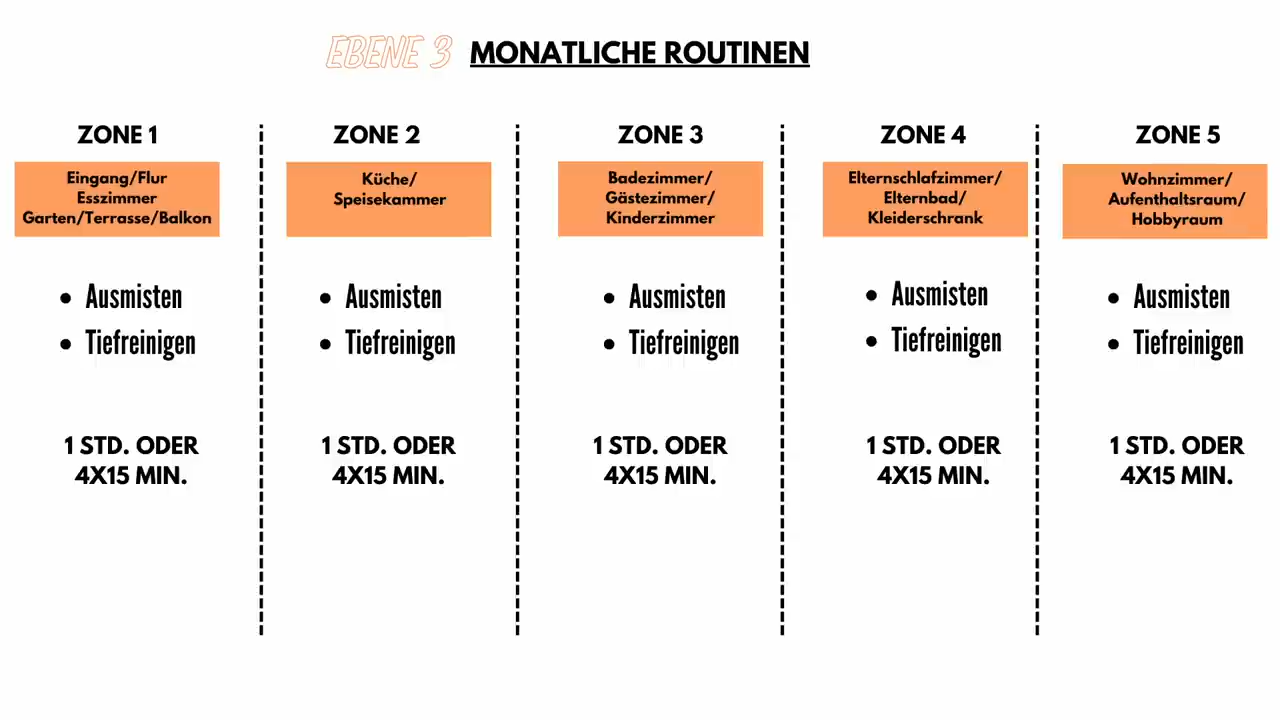 EBENE 3 MONATLICHE ROUTINEN
ZONE 1
Eingang/Flur
Esszimmer
Garten/Terrasse/Balkon
• Ausmisten
• Tiefreinigen
1 STD. ODER
4X15 MIN.
ZONE 2
Küche/
Speisekammer
• Ausmisten
• Tiefreinigen
1 STD. ODER
4X15 MIN.
ZONE 3
Badezimmer/
Gästezimmer/
Kinderzimmer
• Ausmisten
• Tiefreinigen
1 STD. ODER
4X15 MIN.
ZONE 4
Elternschlafzimmer/
Elternbad/
Kleiderschrank
• Ausmisten
• Tiefreinigen
1 STD. ODER
4X15 MIN.
ZONE 5
Wohnzimmer/
Aufenthaltsraum/
Hobbyraum
• Ausmisten
• Tiefreinigen
1 STD. ODER
4X15 MIN.